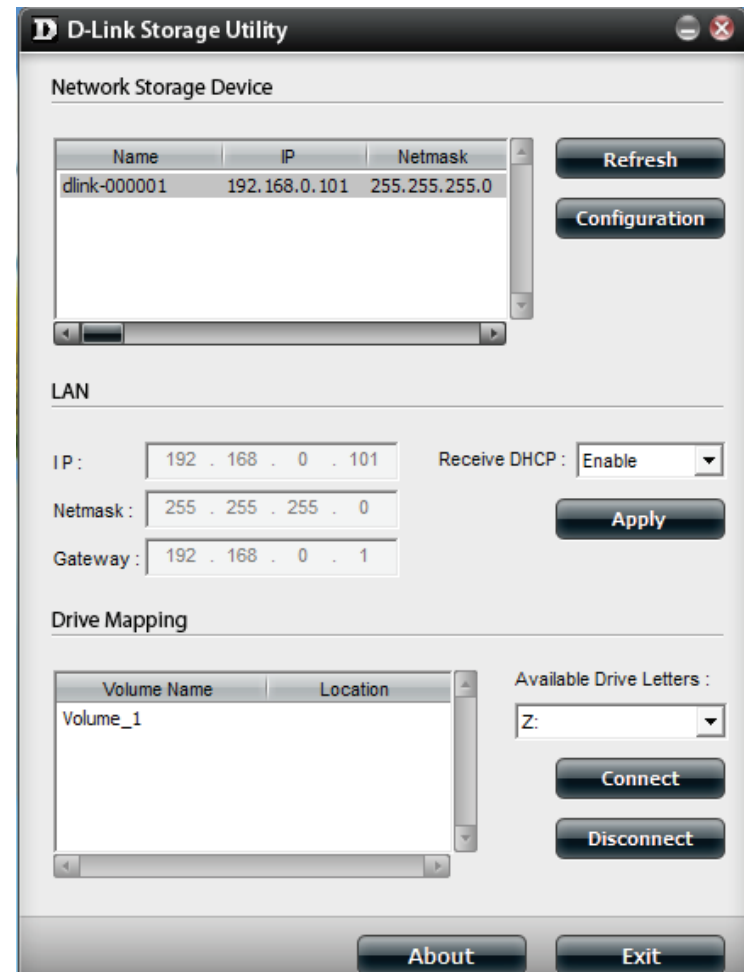 D D-Link Storage Utility
Network Storage Device
Name IP Netmask
dlink-000001 192.168.0.101 255.255.255.0
Refresh
Configuration
LAN
IP : 192 . 168 . 0 . 101
Receive DHCP : Enable
Netmask : 255 . 255 . 255 . 0
Apply
Gateway : 192 . 168 . 0 . 1
Drive Mapping
Volume Name Location
Volume_1
Available Drive Letters :
Z:
Connect
Disconnect
About Exit